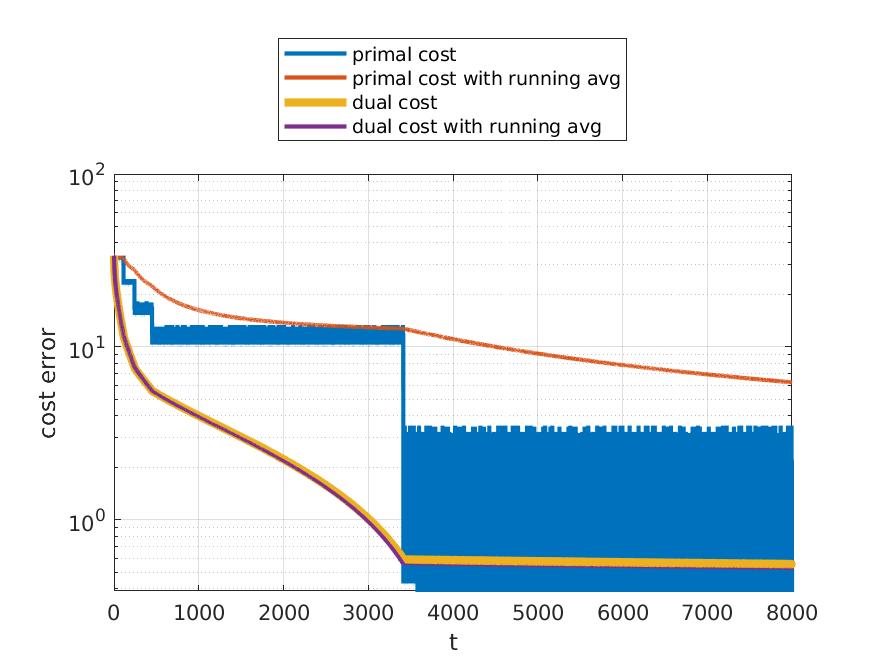 primal cost
primal cost with running avg
dual cost
dual cost with running avg
10^2
10^1
10^0
cost error
0 1000 2000 3000 4000 5000 6000 7000 8000
t